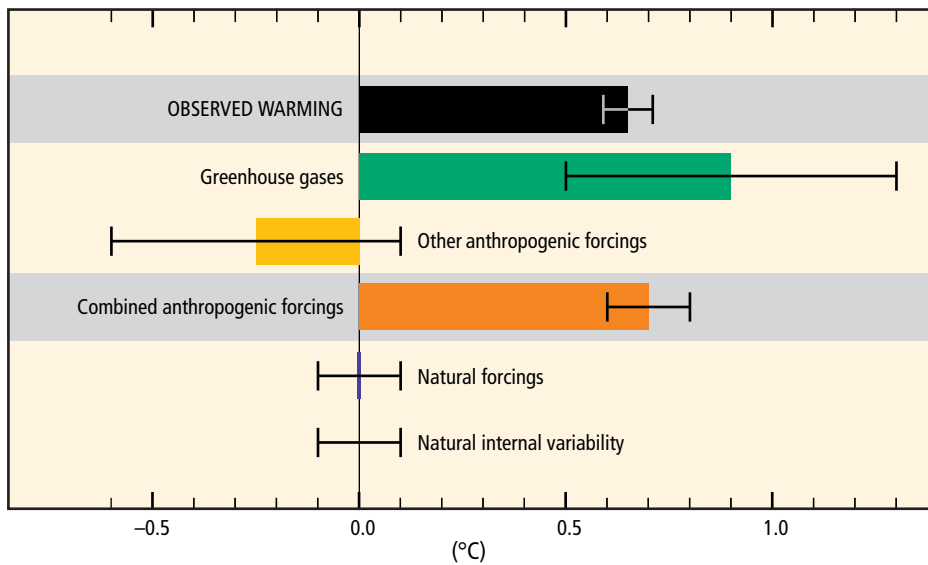 OBSERVED WARMING
Greenhouse gases
Other anthropogenic forcings
Combined anthropogenic forcings
Natural forcings
Natural internal variability
–0.5 0.0 0.5 1.0
(°C)